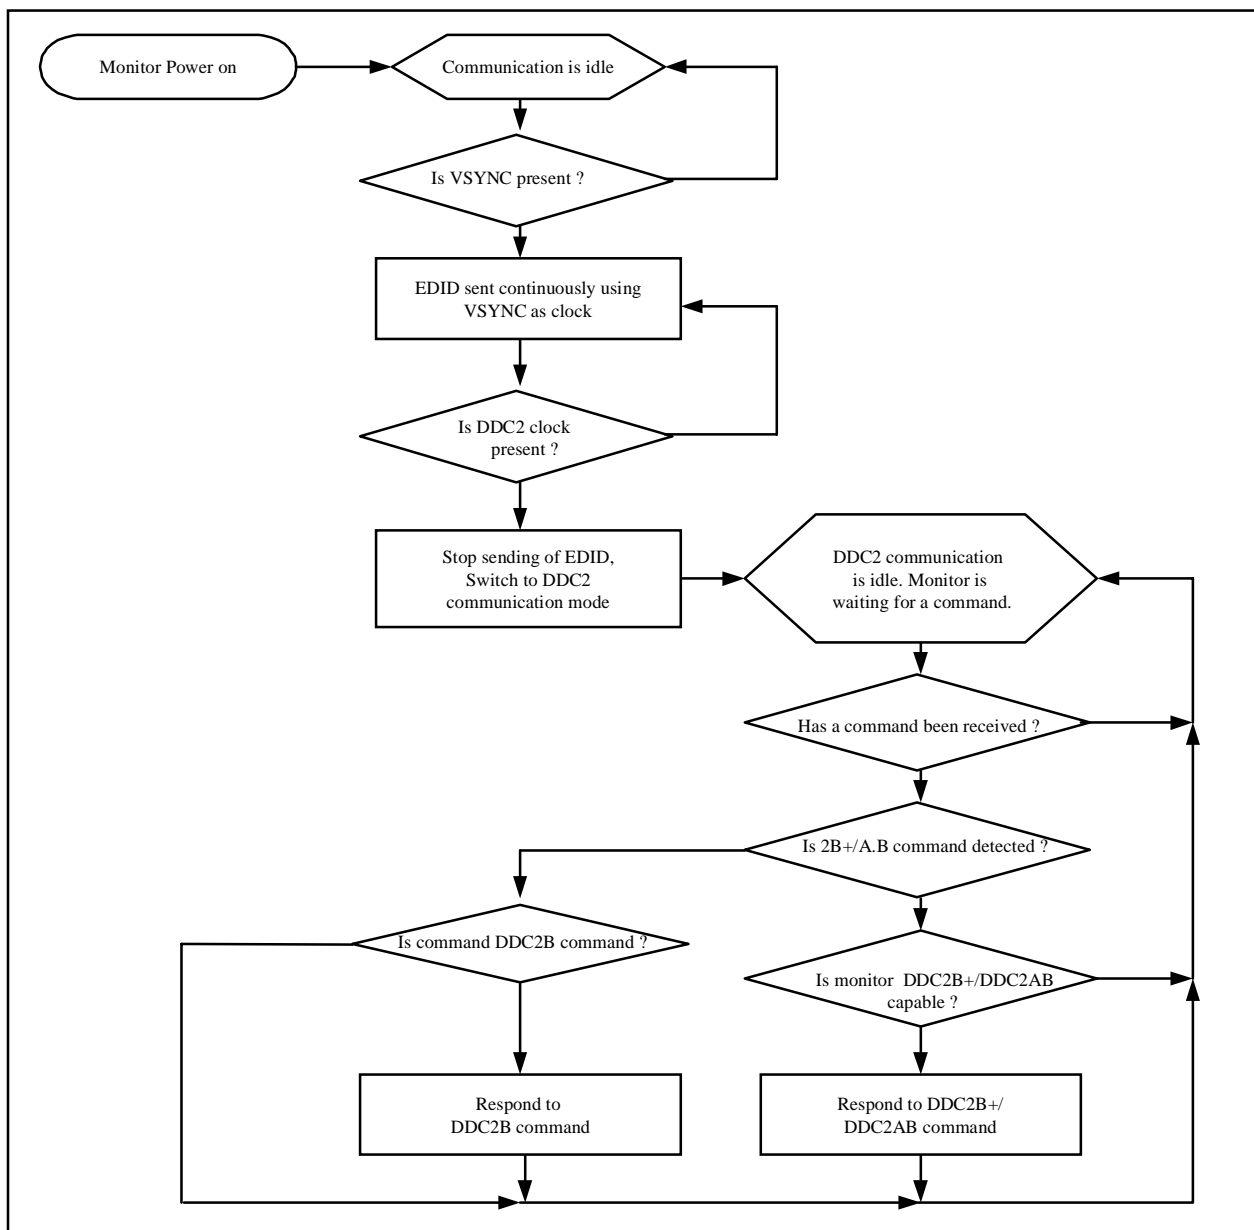 Monitor Power on
Communication is idle
Is VSYNC present ?
EDID sent continuously using
VSYNC as clock
Is DDC2 clock
present ?
Stop sending of EDID,
Switch to DDC2
communication mode
DDC2 communication
is idle. Monitor is
waiting for a command.
Has a command been received ?
Is 2B+/A.B command detected ?
Is command DDC2B command ?
Is monitor DDC2B+/DDC2AB
capable ?
Respond to
DDC2B command
Respond to DDC2B+/
DDC2AB command